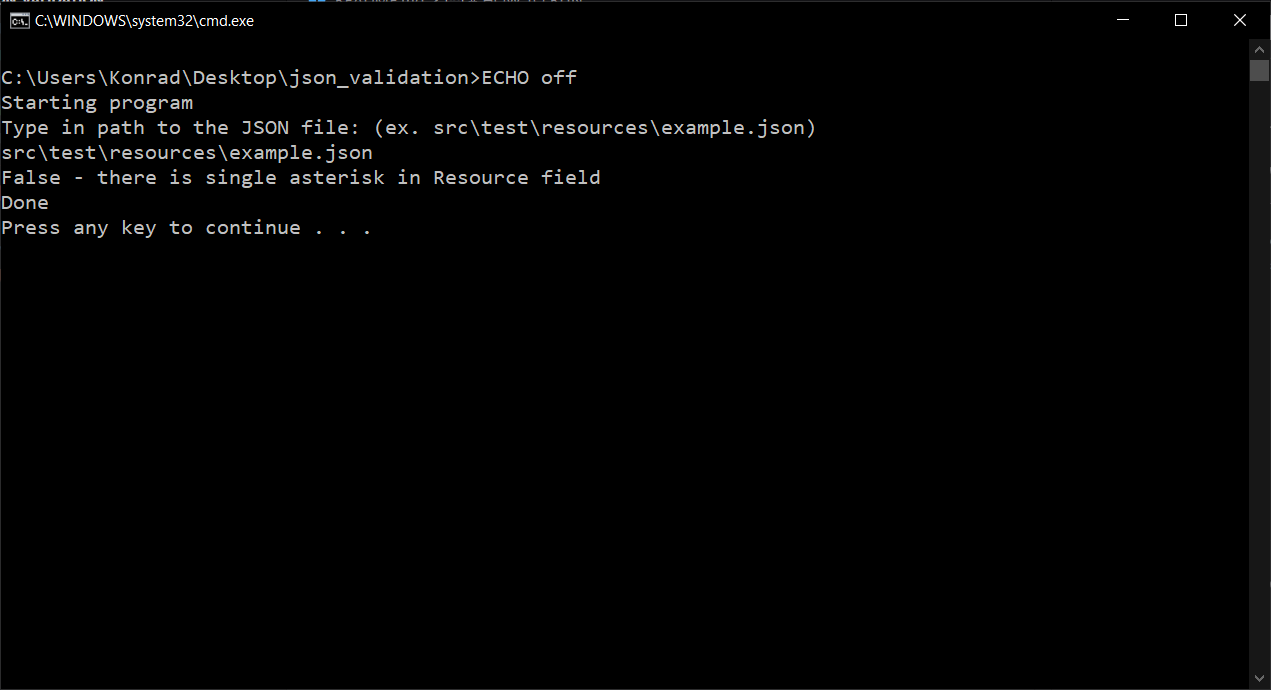 C:\WINDOWS\system32\cmd.exe
C:\Users\Konrad\Desktop\json_validation>ECHO off
Starting program
Type in path to the JSON file: (ex. src\test\resources\example.json)
src\test\resources\example.json
False - there is single asterisk in Resource field
Done
Press any key to continue . . .